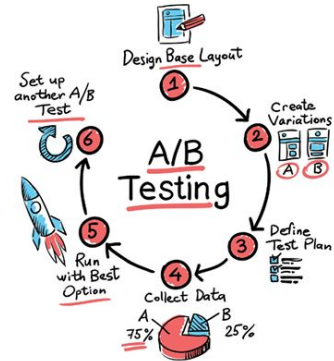 Design Base Layout
1
Create
Variations
2
A B
Define
Test Plan
3
4
Collect Data
A B
75% 25%
5
Run
with Best
Option
Set up
another A/B
Test
6
A/B
Testing